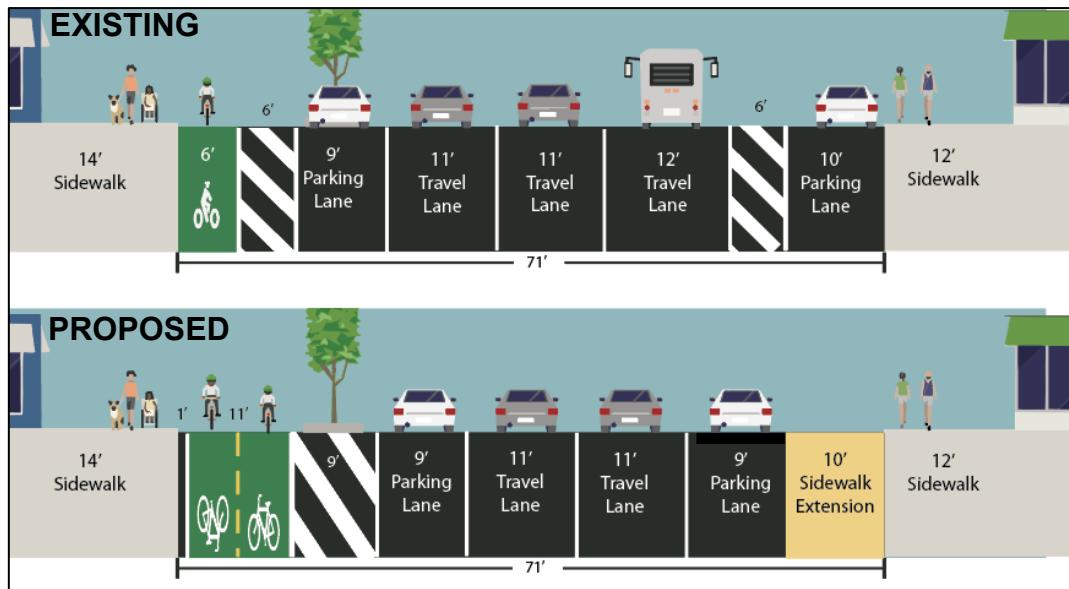 EXISTING
6'
6'
14'
Sidewalk
6'
9'
Parking
Lane
11'
Travel
Lane
11'
Travel
Lane
12'
Travel
Lane
10'
Parking
Lane
12'
Sidewalk
71'
PROPOSED
1'
11'
14'
Sidewalk
9'
9'
Parking
Lane
11'
Travel
Lane
11'
Travel
Lane
9'
Parking
Lane
10'
Sidewalk
Extension
12'
Sidewalk
71'